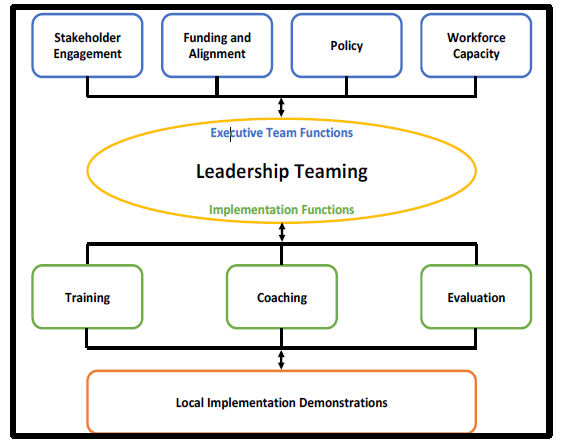 Stakeholder
Engagement
Funding and
Alignment
Policy
Workforce
Capacity
Executive Team Functions
Leadership Teaming
Implementation Functions
Training
Coaching
Evaluation
Local Implementation Demonstrations